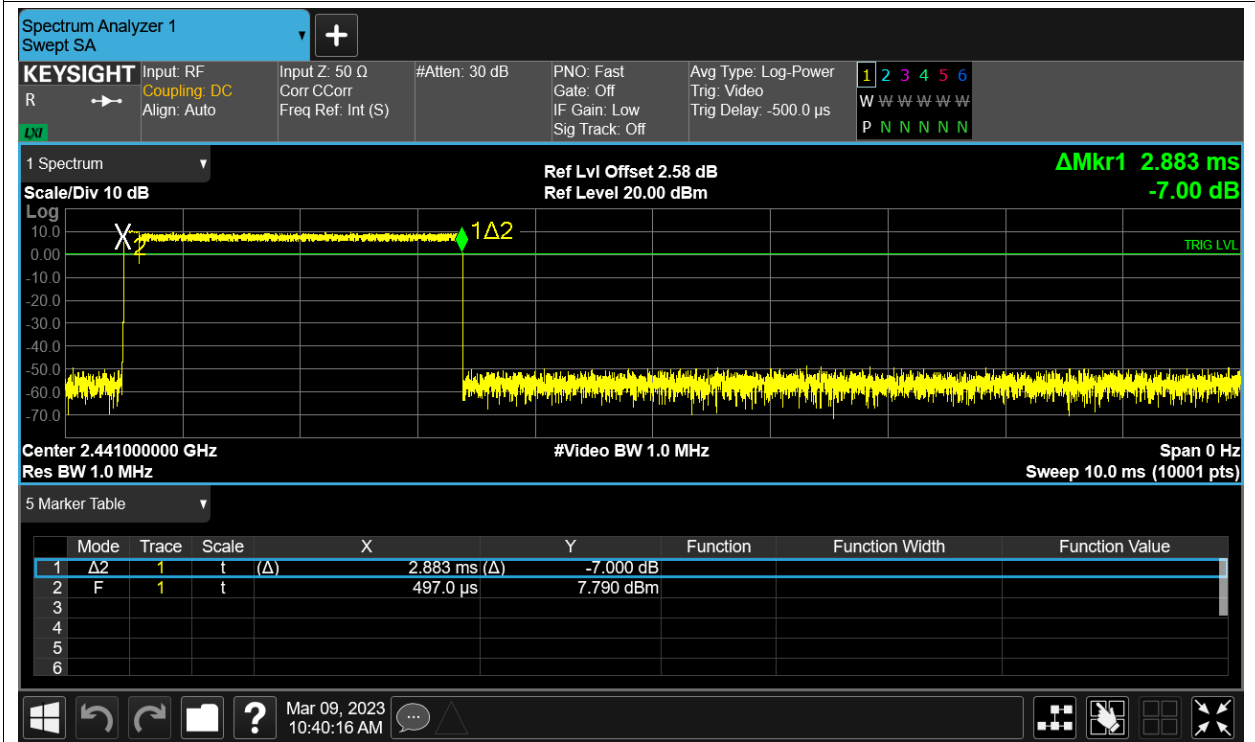 Spectrum Analyzer 1
Swept SA
KEYSIGHT
R
LXI
Input: RF
Coupling: DC
Align: Auto
Input Z: 50 Ω
Corr CCorr
Freq Ref: Int (S)
#Atten: 30 dB
PNO: Fast
Gate: Off
IF Gain: Low
Sig Track: Off
Avg Type: Log-Power
Trig: Video
Trig Delay: -500.0 µs
1 2 3 4 5 6
W W W W W W
P N N N N N
1 Spectrum
Scale/Div 10 dB
Ref Lvl Offset 2.58 dB
Ref Level 20.00 dBm
ΔMkr1 2.883 ms
-7.00 dB
Log
10.0
0.00
-10.0
-20.0
-30.0
-40.0
-50.0
-60.0
-70.0
X
2
1Δ2
TRIG LVL
Center 2.441000000 GHz
Res BW 1.0 MHz
#Video BW 1.0 MHz
Span 0 Hz
Sweep 10.0 ms (10001 pts)
5 Marker Table
Mode Trace Scale X Y Function Function Width Function Value
1 Δ2 1 t (Δ) 2.883 ms (Δ) -7.000 dB
2 F 1 t 497.0 µs 7.790 dBm
3
4
5
6
?
Mar 09, 2023
10:40:16 AM